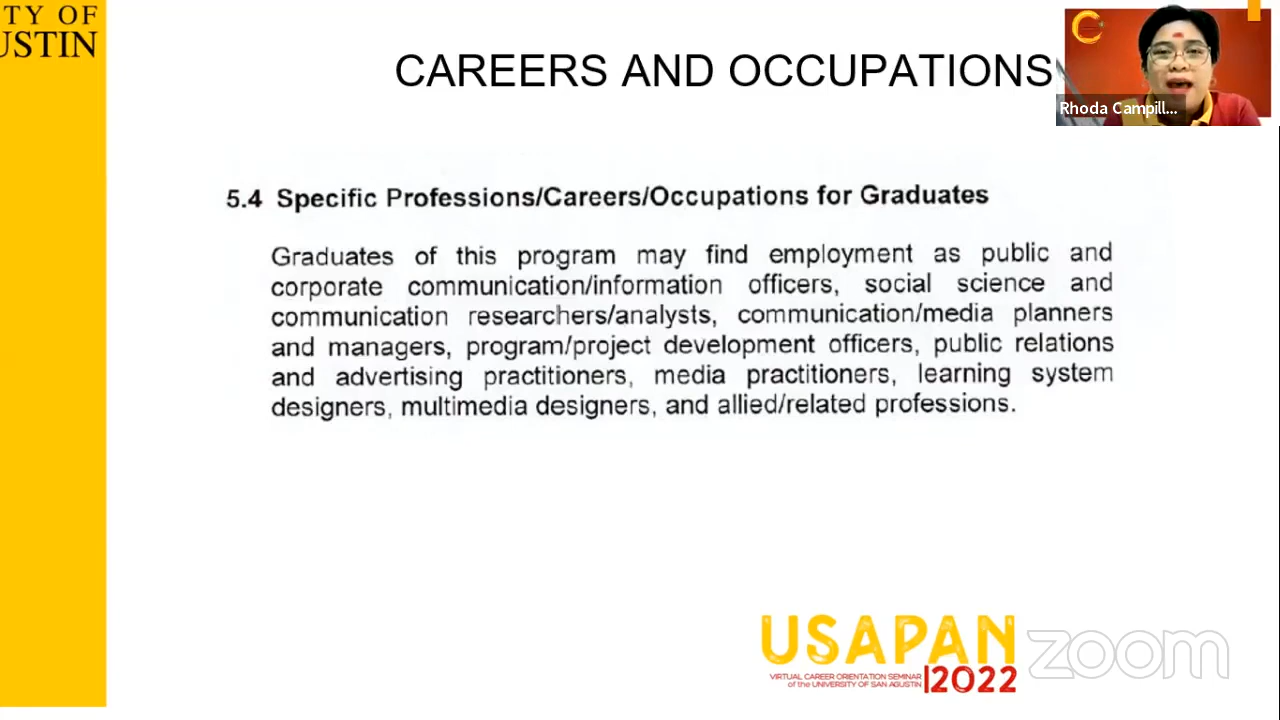 TY OF
USTIN
CAREERS AND OCCUPATIONS
Rhoda Campill...
5.4 Specific Professions/Careers/Occupations for Graduates
Graduates of this program may find employment as public and
corporate communication/information officers, social science and
communication researchers/analysts, communication/media planners
and managers, program/project development officers, public relations
and advertising practitioners, media practitioners, learning system
designers, multimedia designers, and allied/related professions.
USAPAN
VIRTUAL CAREER ORIENTATION SEMINAR
of the UNIVERSITY OF SAN AGUSTIN
|2022
zoom